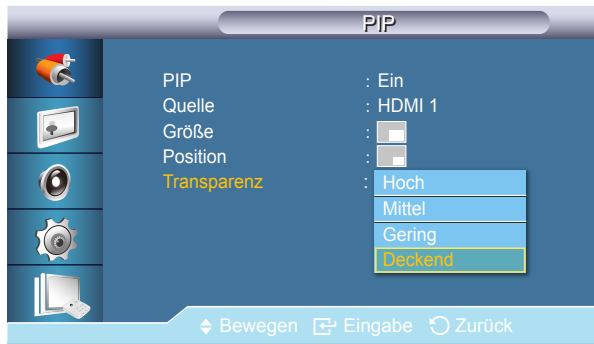 PIP
PIP : Ein
Quelle : HDMI 1
Größe :
Position :
Transparenz : Hoch
Mittel
Gering
Deckend
Bewegen Eingabe Zurück